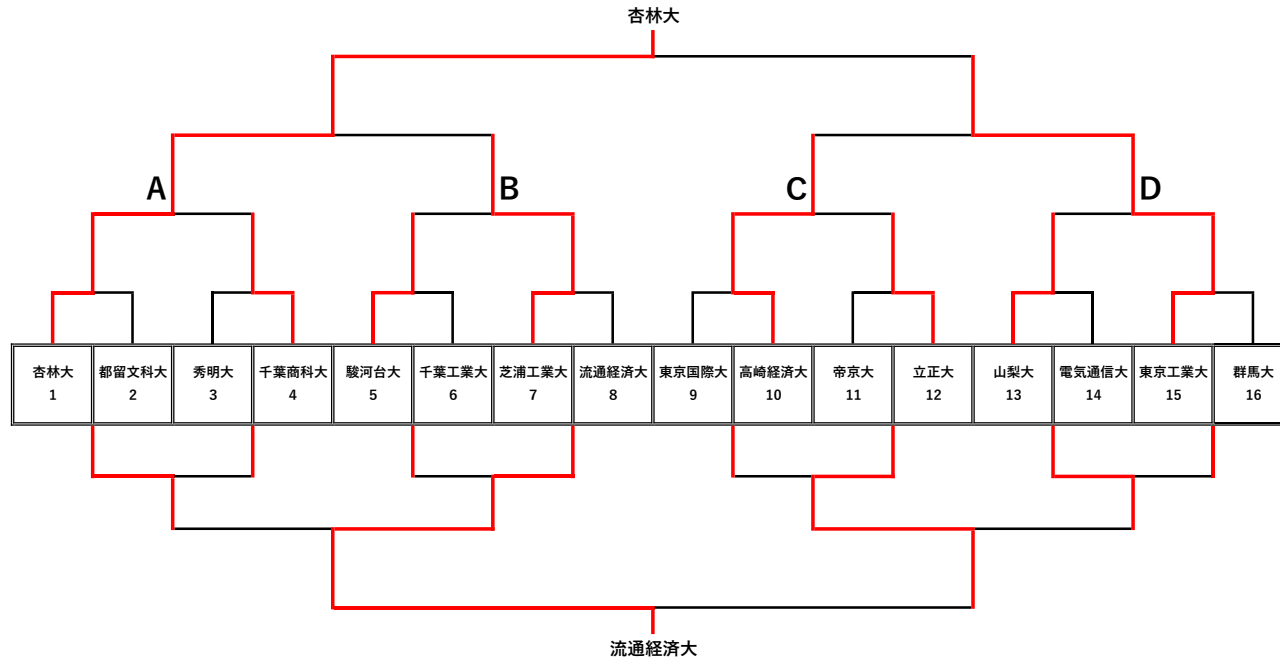 杏林大
A
B
C
D
杏林大
1
都留文科大
2
秀明大
3
千葉商科大
4
駿河台大
5
千葉工業大
6
芝浦工業大
7
流通経済大
8
東京国際大
9
高崎経済大
10
帝京大
11
立正大
12
山梨大
13
電気通信大
14
東京工業大
15
群馬大
16
流通経済大